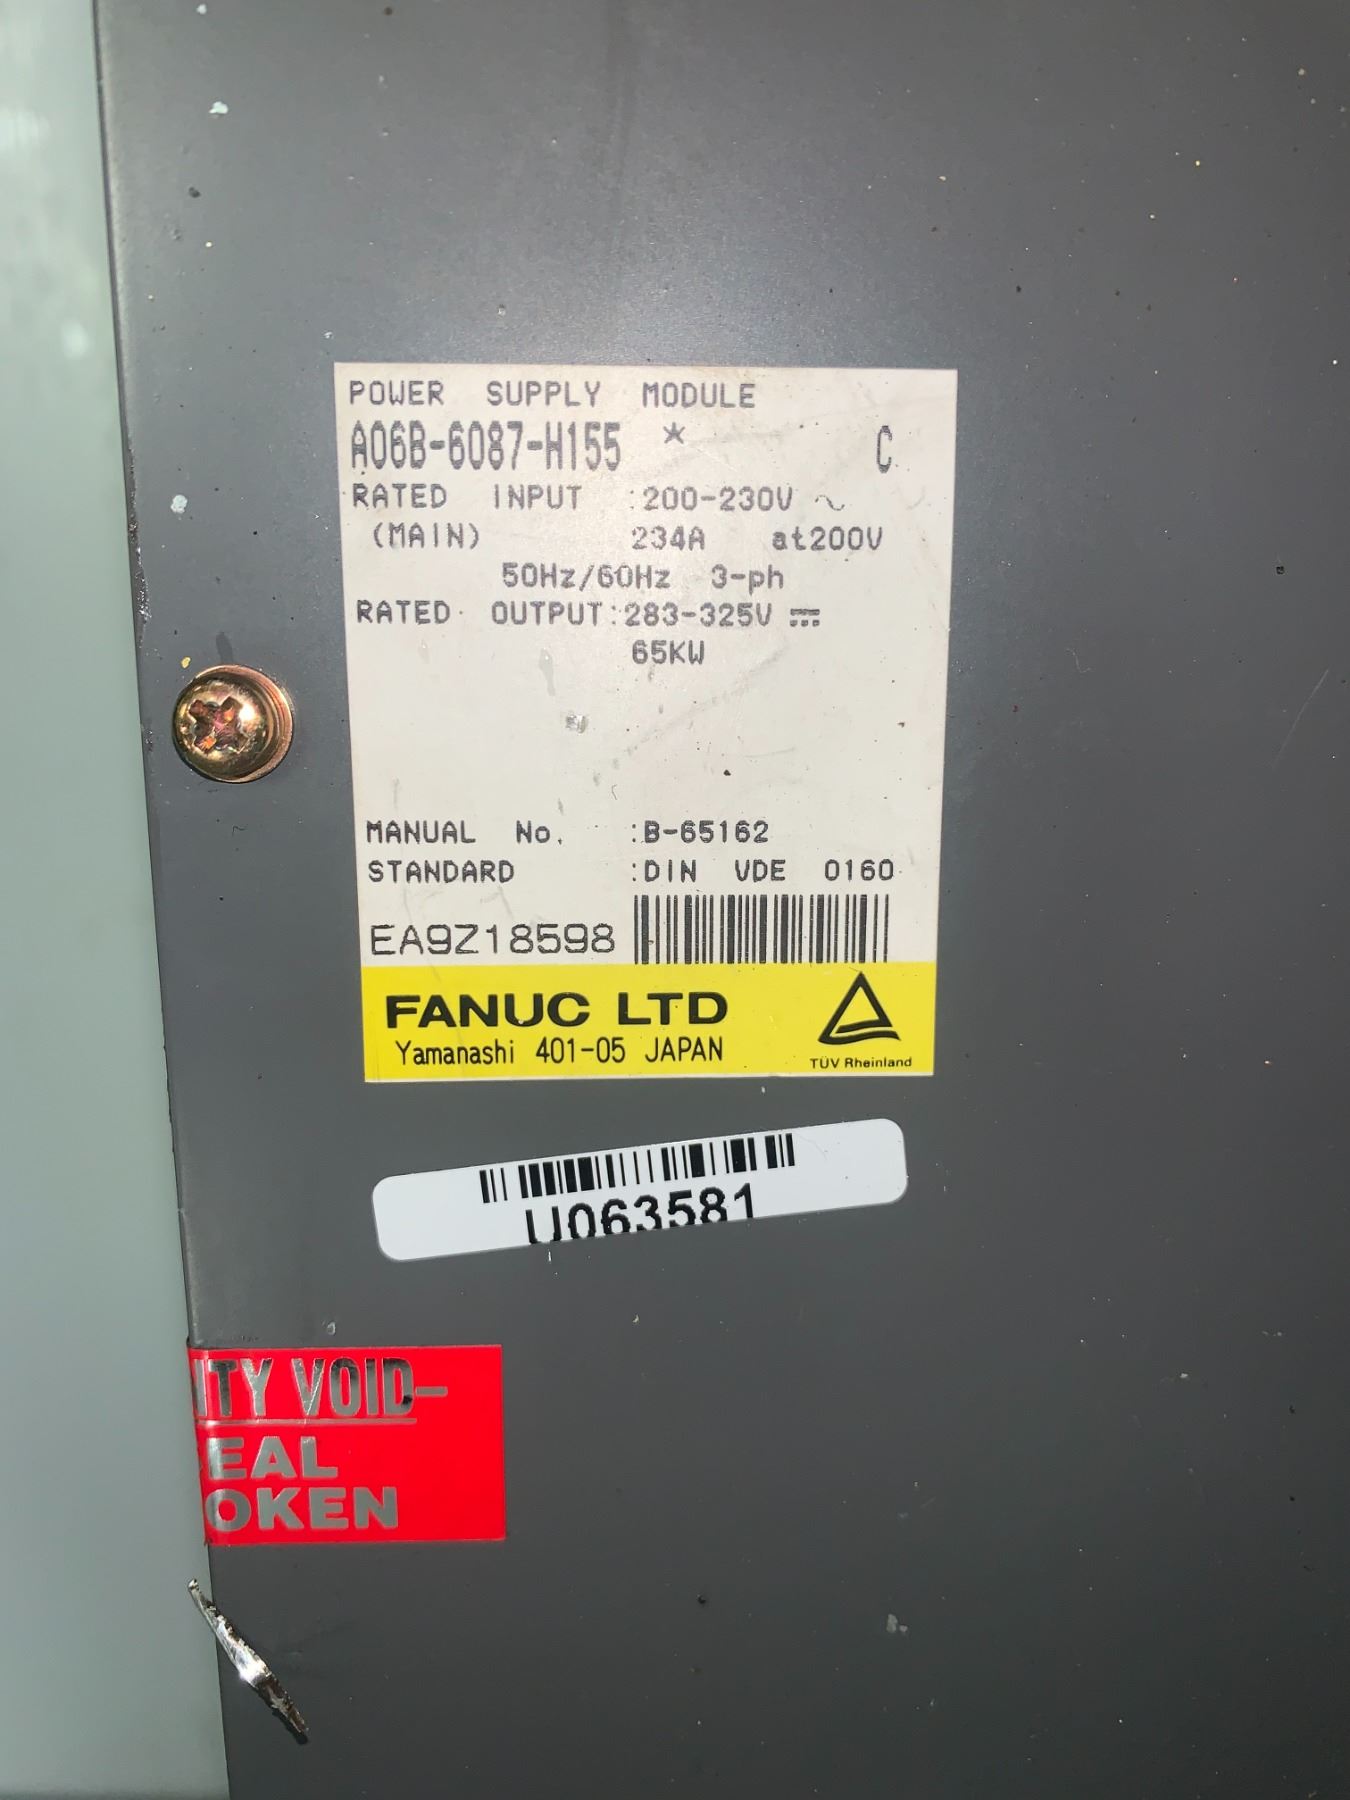 POWER SUPPLY MODULE
A06B-6087-H155 * C
RATED INPUT :200-230V ~
(MAIN) 234A at200V
50Hz/60Hz 3-ph
RATED OUTPUT:283-325V ⎓
65KW
MANUAL No. :B-65162
STANDARD :DIN VDE 0160
EA9Z18598
FANUC LTD
Yamanashi 401-05 JAPAN
TÜV Rheinland
U063581
ITY VOID-
EAL
OKEN